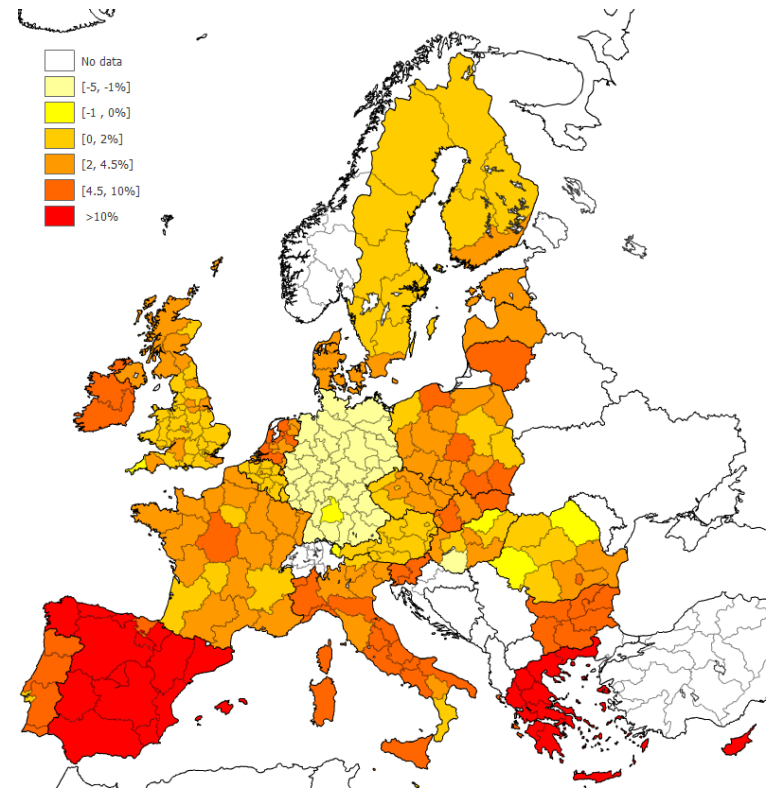 No data
[-5, -1%]
[-1 , 0%]
[0, 2%]
[2, 4.5%]
[4.5, 10%]
>10%